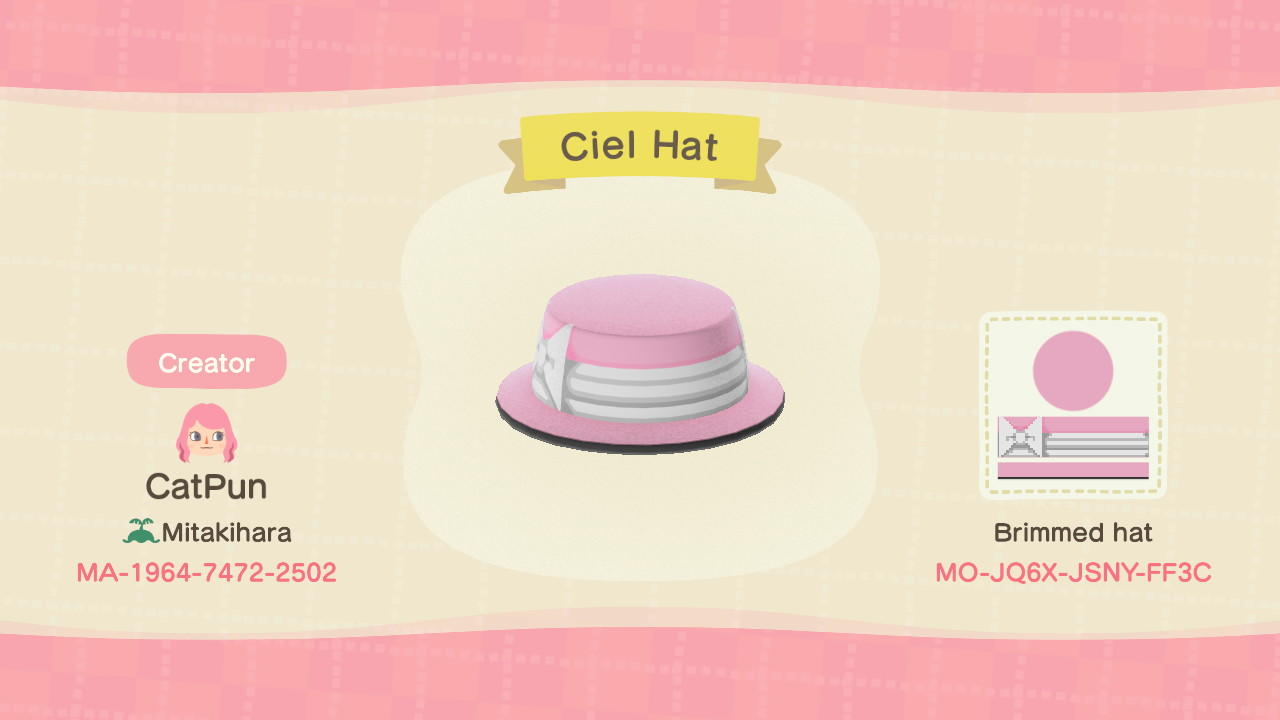 Ciel Hat
Creator
CatPun
Mitakihara
MA-1964-7472-2502
Brimmed hat
MO-JQ6X-JSNY-FF3C